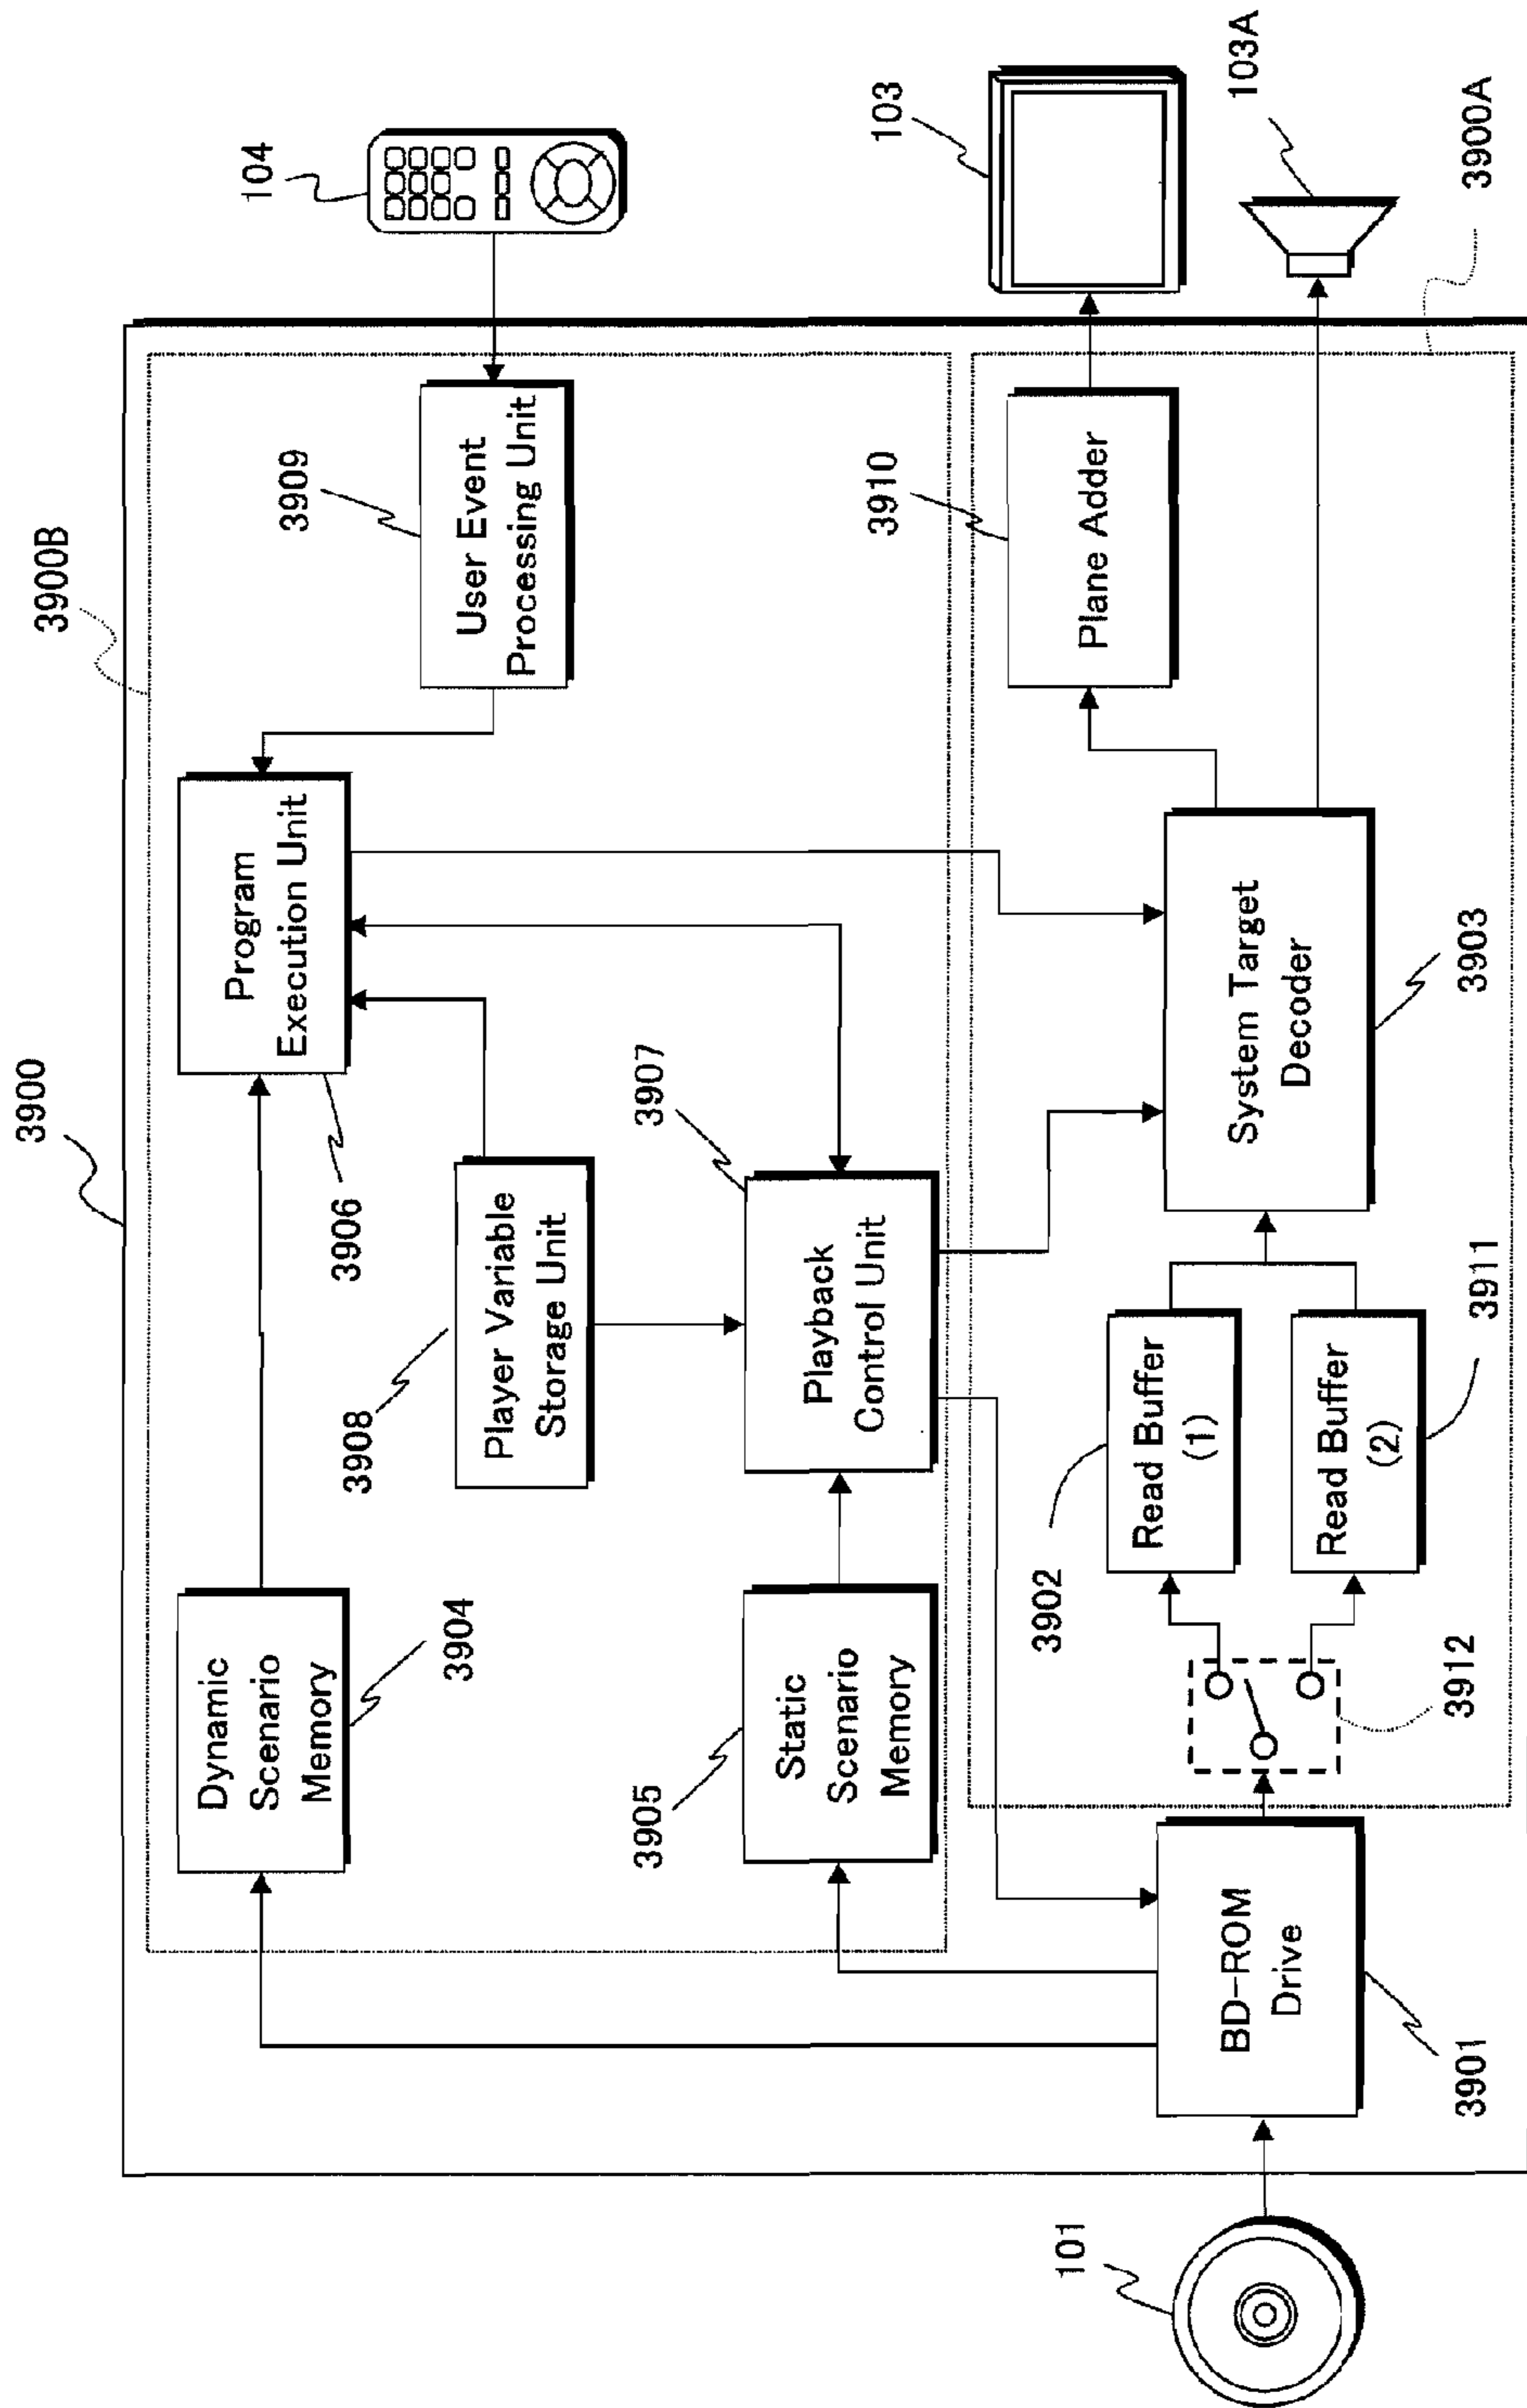 3900
3900B
104
Dynamic
Scenario
Memory
3904
Program
Execution Unit
3906
3909
User Event
Processing Unit
3908
Player Variable
Storage Unit
3907
3905
Static
Scenario
Memory
Playback
Control Unit
3910
Plane Adder
103
103A
3900A
3902
Read Buffer
(1)
Read Buffer
(2)
3911
3912
System Target
Decoder
3903
101
BD-ROM
Drive
3901